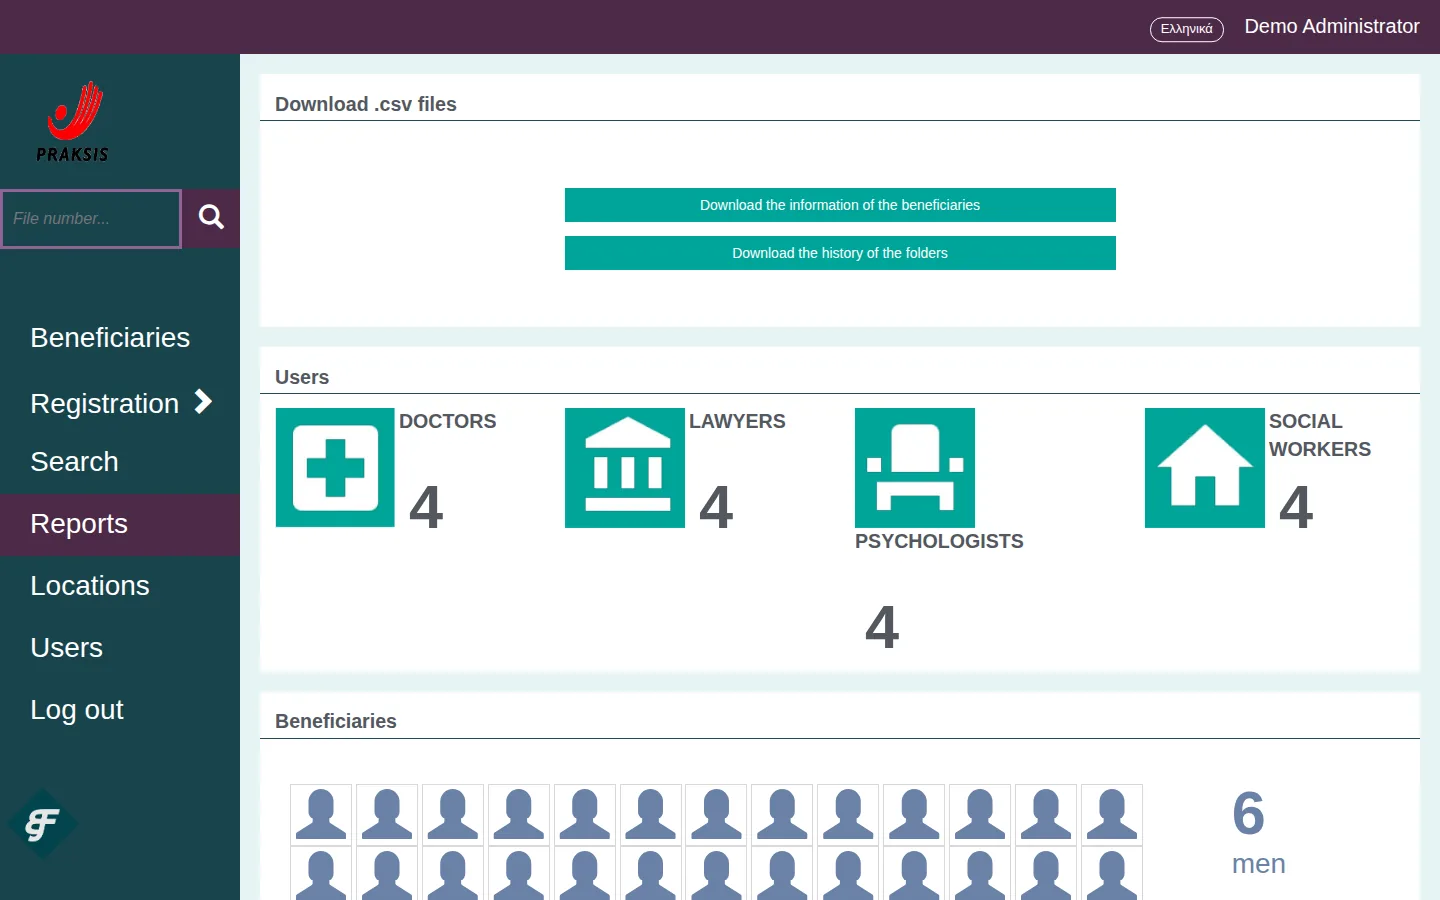 Ελληνικά
Demo Administrator
PRAKSIS
File number...
Beneficiaries
Registration
Search
Reports
Locations
Users
Log out
Download .csv files
Download the information of the beneficiaries
Download the history of the folders
Users
DOCTORS
4
LAWYERS
4
PSYCHOLOGISTS
4
SOCIAL
WORKERS
4
Beneficiaries
6
men